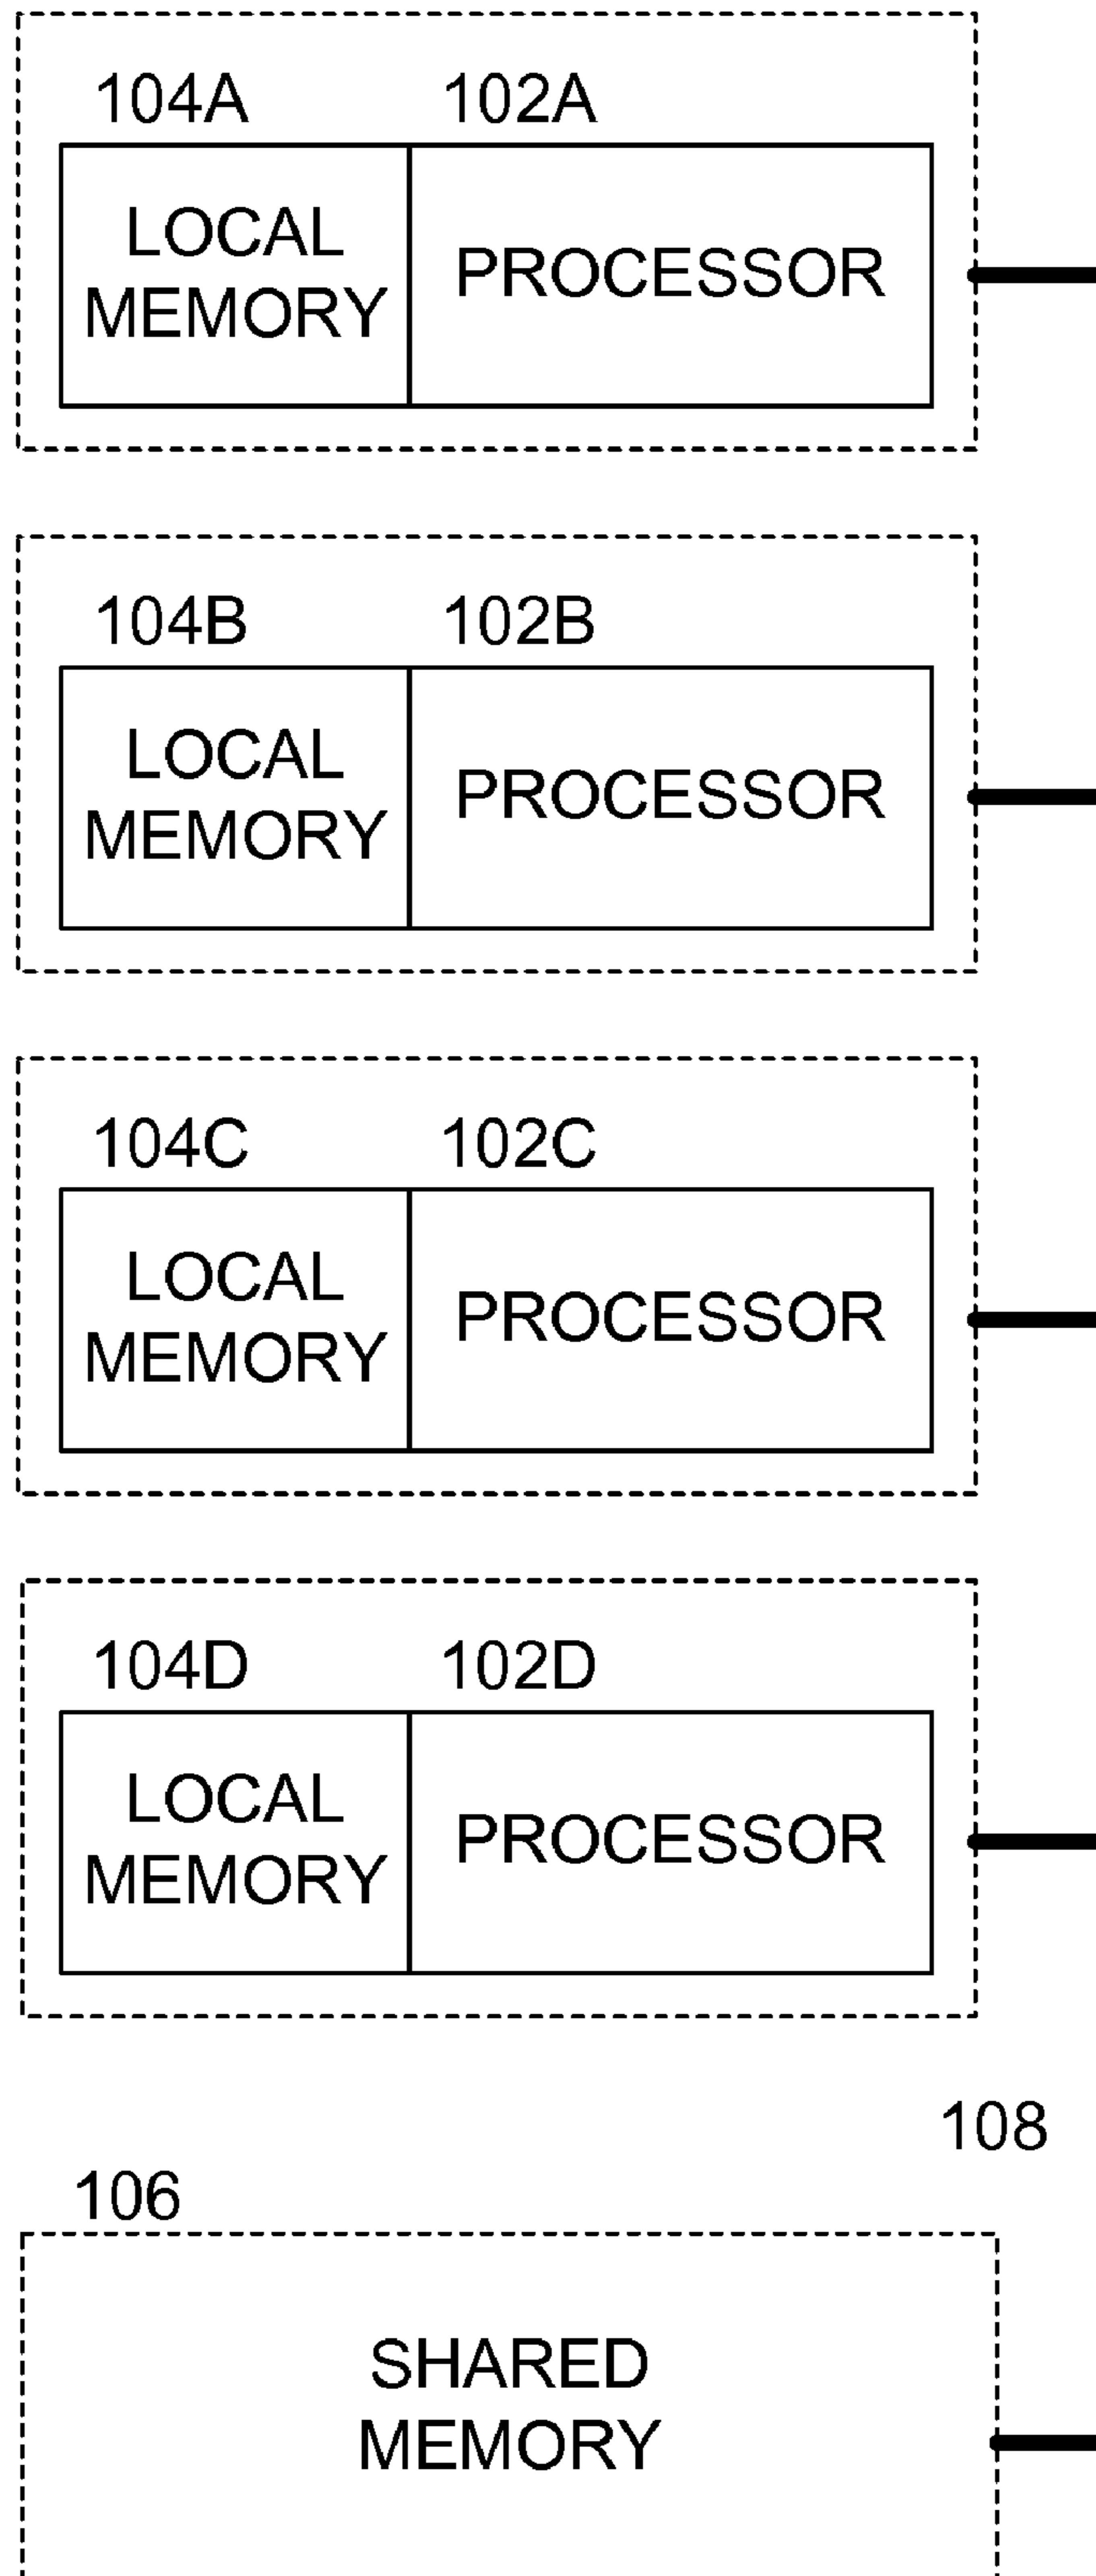 104A 102A
LOCAL
MEMORY
PROCESSOR
104B 102B
LOCAL
MEMORY
PROCESSOR
104C 102C
LOCAL
MEMORY
PROCESSOR
104D 102D
LOCAL
MEMORY
PROCESSOR
108
106
SHARED
MEMORY